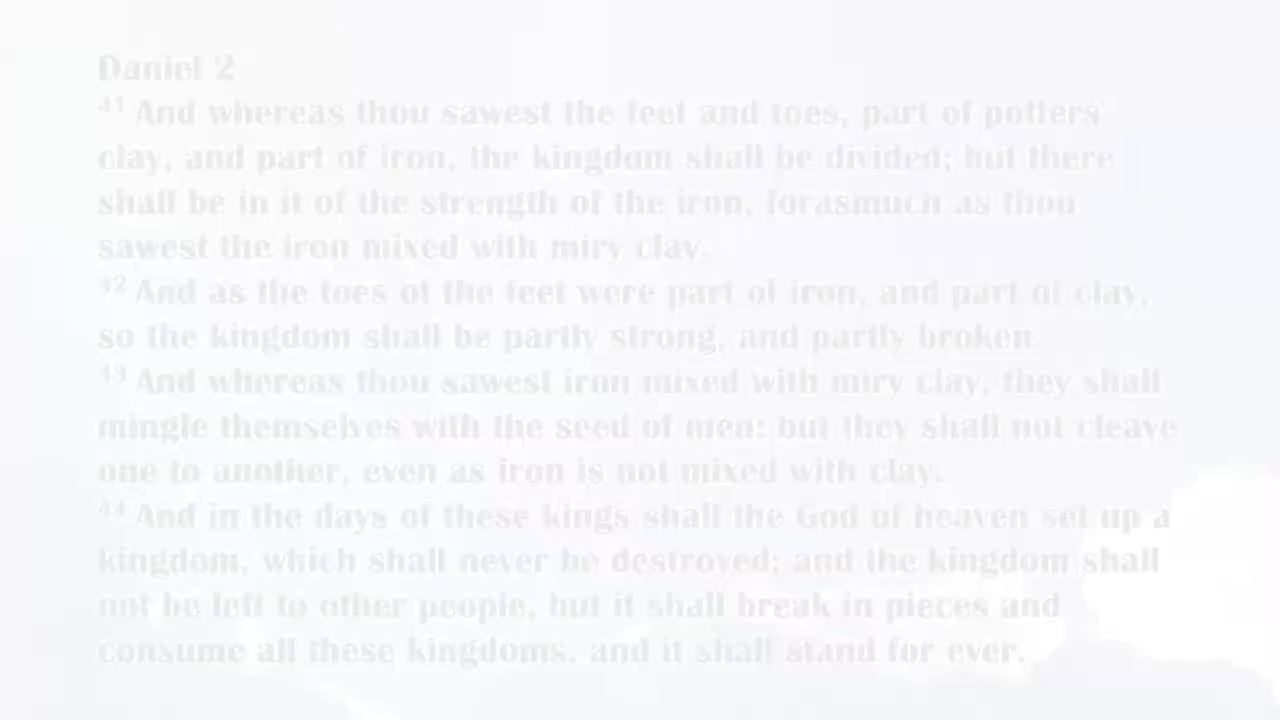 Daniel 2
41 And whereas thou sawest the feet and toes, part of potters'
clay, and part of iron, the kingdom shall be divided; but there
shall be in it of the strength of the iron, forasmuch as thou
sawest the iron mixed with miry clay.
42 And as the toes of the feet were part of iron, and part of clay,
so the kingdom shall be partly strong, and partly broken.
43 And whereas thou sawest iron mixed with miry clay, they shall
mingle themselves with the seed of men: but they shall not cleave
one to another, even as iron is not mixed with clay.
44 And in the days of these kings shall the God of heaven set up a
kingdom, which shall never be destroyed: and the kingdom shall
not be left to other people, but it shall break in pieces and
consume all these kingdoms, and it shall stand for ever.